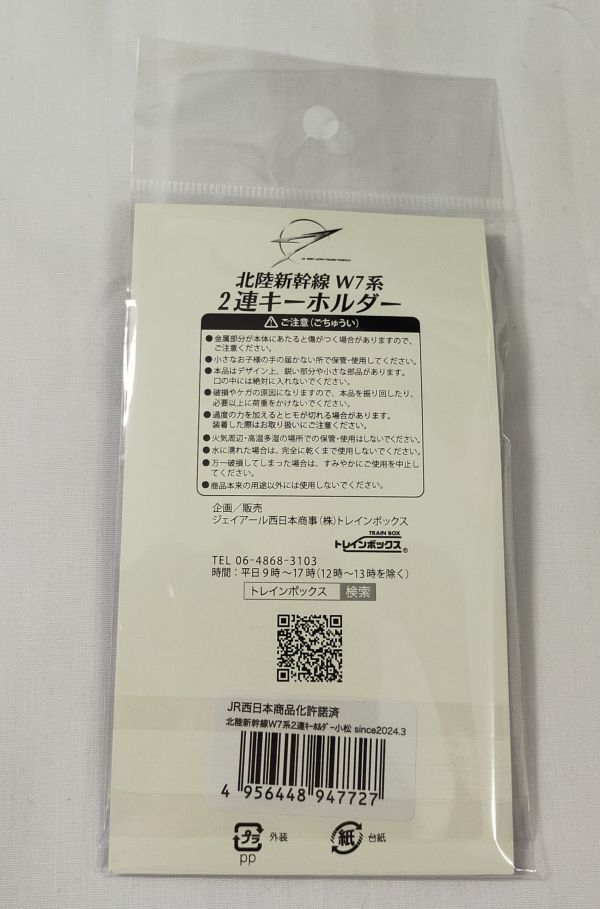 北陸新幹線 W7系
2連キーホルダー
ご注意（ごちゅうい）
●金属部分が本体にあたると傷がつく場合がありますので、
ご注意ください。
●小さなお子様の手の届かない所で保管・使用してください。
●本品はデザイン上、鋭い部分や小さな部品があります。
口の中には絶対に入れないでください。
●破損やケガの原因になりますので、本品を振り回したり、
必要以上に荷重をかけないでください。
●過度の力を加えるとヒモが切れる場合があります。
装着した際はお取り扱いにご注意ください。
●火気周辺・高温多湿の場所での保管・使用はしないでください。
●水に濡れた場合は、完全に乾くまで使用しないでください。
●万一破損してしまった場合は、すみやかにご使用を中止し
てください。
●商品本来の用途以外には使用しないでください。
企画／販売
ジェイアール西日本商事（株）トレインボックス
TRAIN BOX
トレインボックス®
TEL 06-4868-3103
時間：平日9時〜17時（12時〜13時を除く）
トレインボックス 検索
JR西日本商品化許諾済
北陸新幹線W7系2連ｷｰﾎﾙﾀﾞｰ小松 since2024.3
4 956448 947727
プラ 外装
PP
紙 台紙